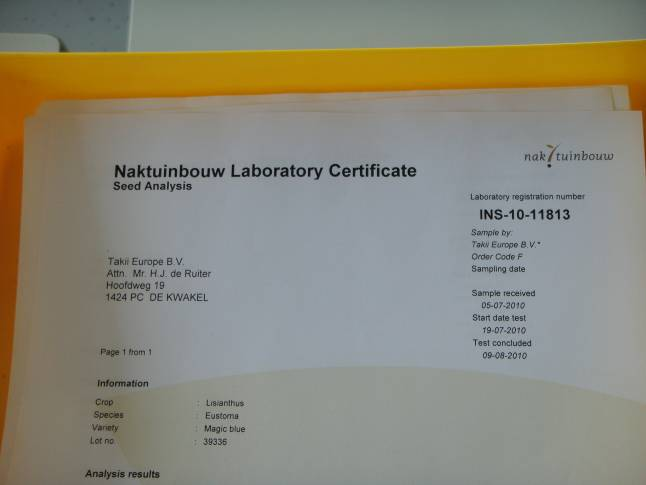 nak tuinbouw
Naktuinbouw Laboratory Certificate
Seed Analysis
Laboratory registration number
INS-10-11813
Sample by:
Takii Europe B.V.*
Order Code F
Sampling date
Takii Europe B.V.
Attn. Mr. H.J. de Ruiter
Hoofdweg 19
1424 PC DE KWAKEL
Sample received
05-07-2010
Start date test
19-07-2010
Test concluded
09-08-2010
Page 1 from 1
Information
Crop : Lisianthus
Species : Eustoma
Variety : Magic blue
Lot no. : 39336
Analysis results